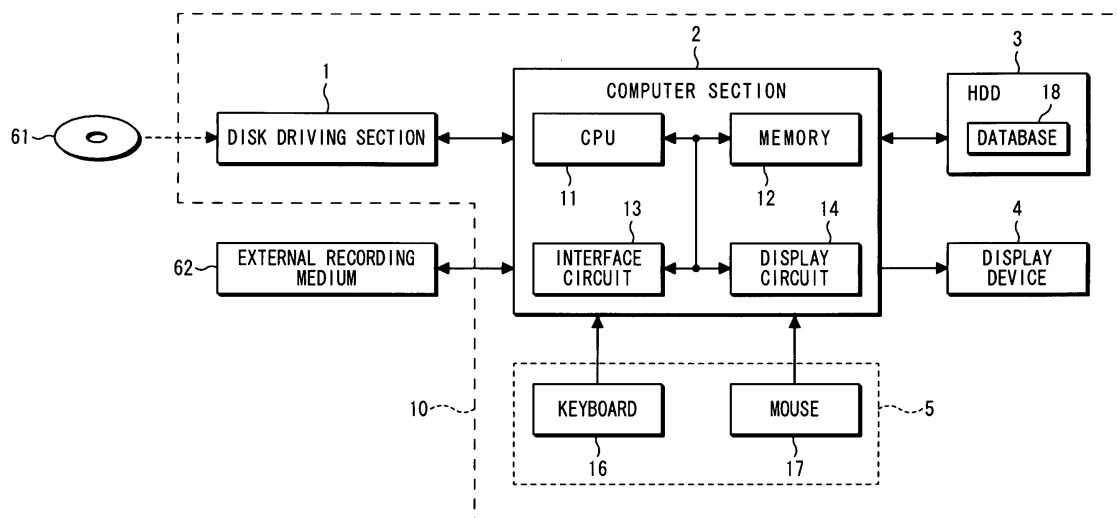 2
3
1
COMPUTER SECTION
HDD
18
61
DISK DRIVING SECTION
CPU
MEMORY
DATABASE
11
12
13
14
4
62
EXTERNAL RECORDING
MEDIUM
INTERFACE
CIRCUIT
DISPLAY
CIRCUIT
DISPLAY
DEVICE
10
KEYBOARD
MOUSE
5
16
17